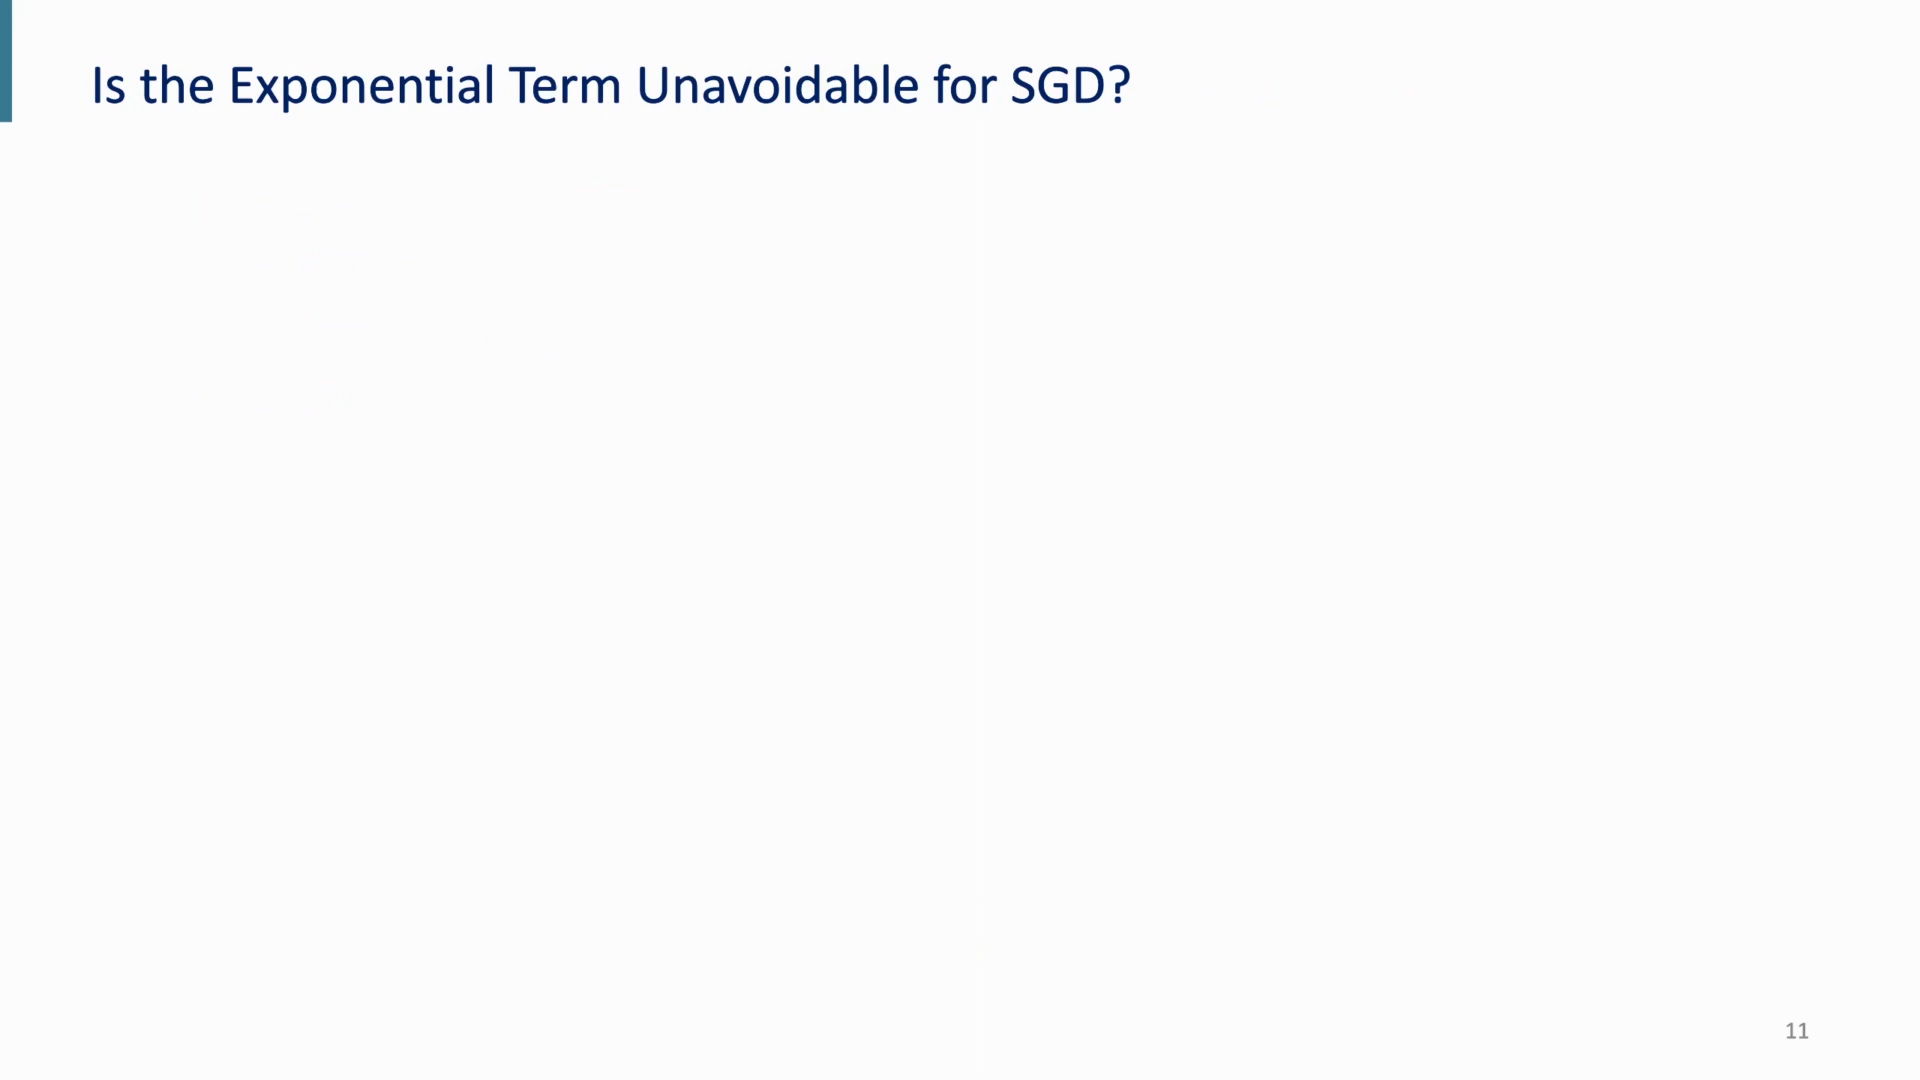 Is the Exponential Term Unavoidable for SGD?
11